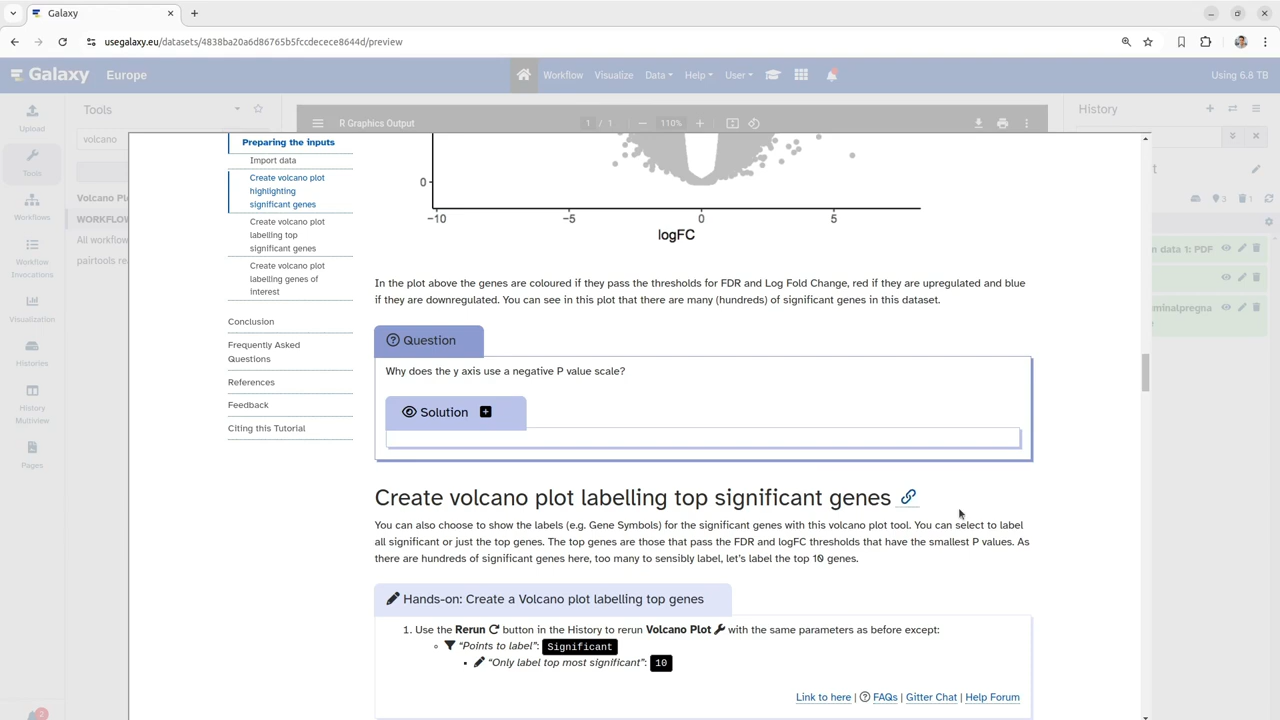 Galaxy
usegalaxy.eu/datasets/4838ba20a6d86765b5fccdecece8644d/preview
Galaxy Europe
Workflow Visualize Data Help User
Using 6.8 TB
Upload
Tools
Workflows
Workflow
Invocations
Visualization
Histories
History
Multiview
Pages
2
Tools
volcano
Volcano Pl
WORKFLOW
All workflow
pairtools re
R Graphics Output
1 / 1
110%
History
t
3
1
n data 1: PDF
minalpregna
Preparing the inputs
Import data
Create volcano plot
highlighting
significant genes
Create volcano plot
labelling top
significant genes
Create volcano plot
labelling genes of
interest
Conclusion
Frequently Asked
Questions
References
Feedback
Citing this Tutorial
0
−10 −5 0 5
logFC
In the plot above the genes are coloured if they pass the thresholds for FDR and Log Fold Change, red if they are upregulated and blue
if they are downregulated. You can see in this plot that there are many (hundreds) of significant genes in this dataset.
Question
Why does the y axis use a negative P value scale?
Solution
Create volcano plot labelling top significant genes
You can also choose to show the labels (e.g. Gene Symbols) for the significant genes with this volcano plot tool. You can select to label
all significant or just the top genes. The top genes are those that pass the FDR and logFC thresholds that have the smallest P values. As
there are hundreds of significant genes here, too many to sensibly label, let's label the top 10 genes.
Hands-on: Create a Volcano plot labelling top genes
1. Use the Rerun button in the History to rerun Volcano Plot with the same parameters as before except:
"Points to label": Significant
"Only label top most significant": 10
Link to here | FAQs | Gitter Chat | Help Forum